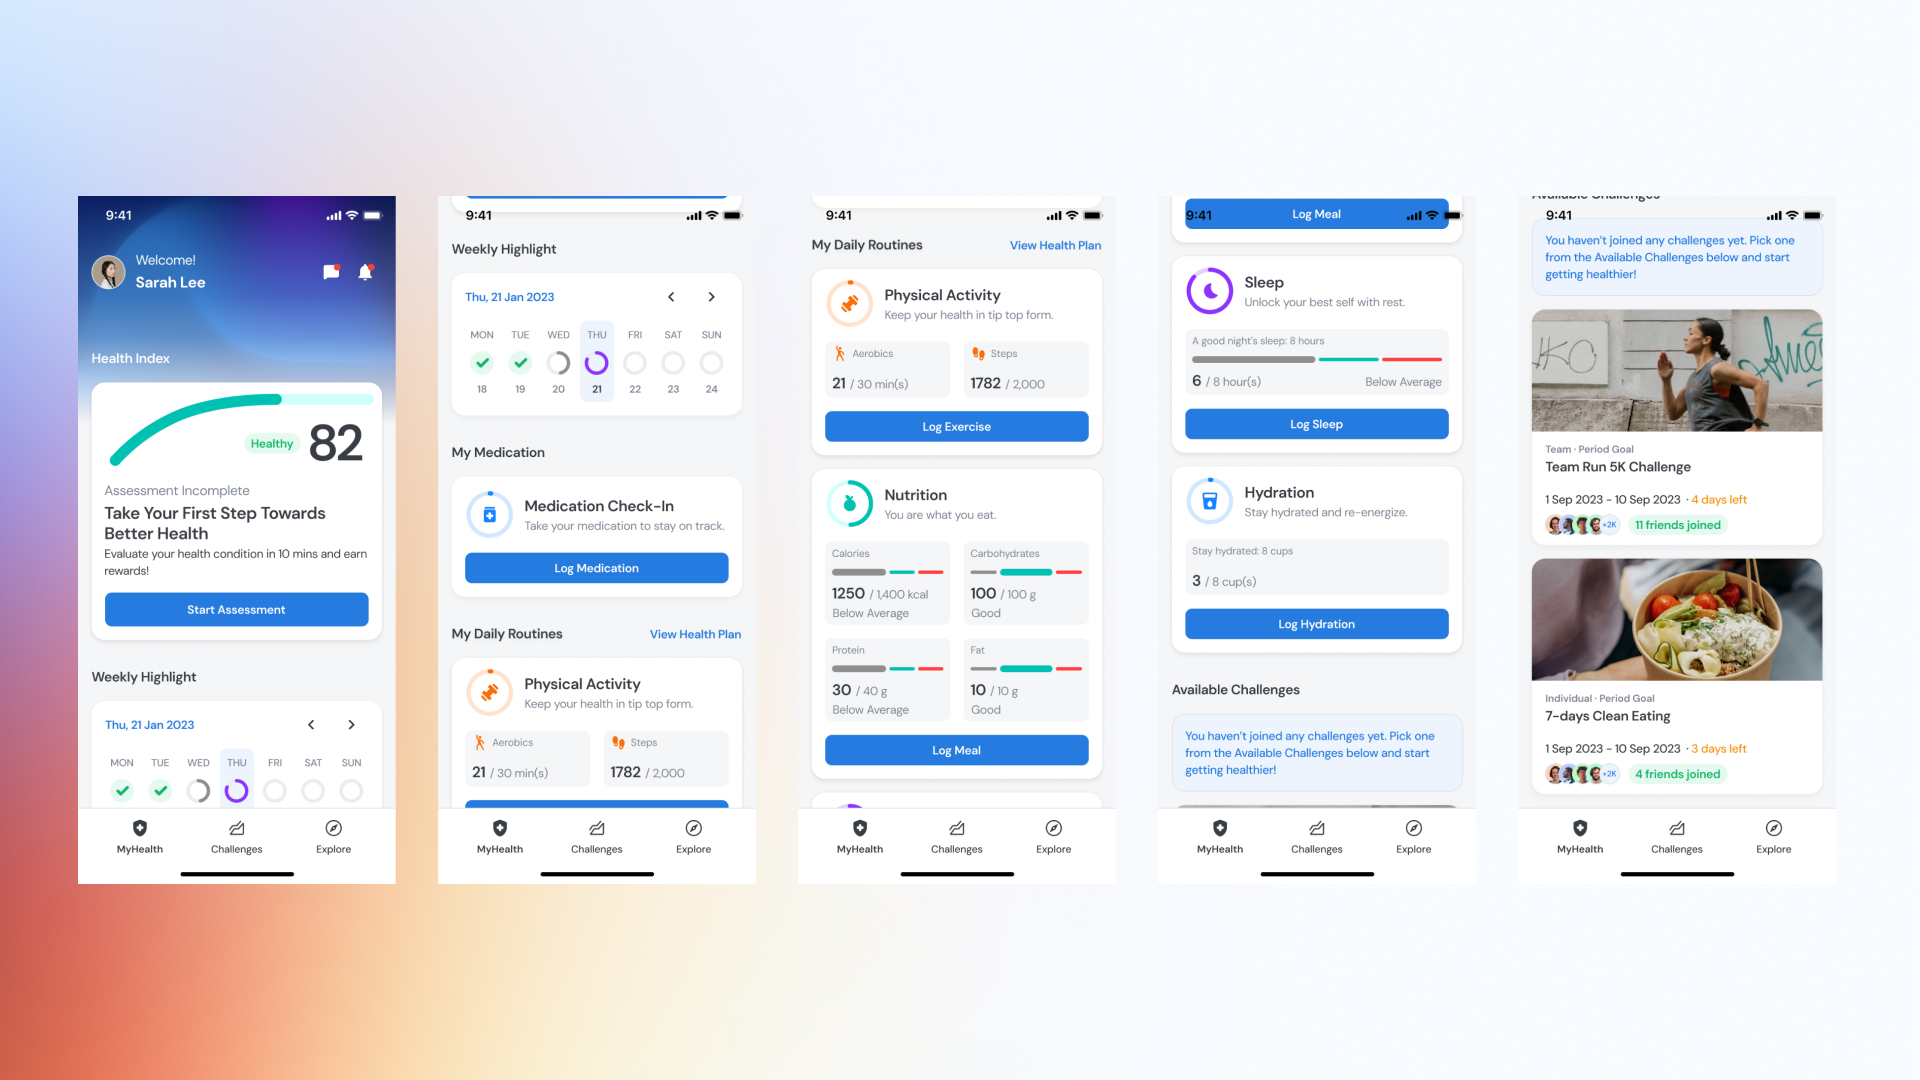 9:41
Welcome!
Sarah Lee
Health Index
Healthy
82
Assessment Incomplete
Take Your First Step Towards
Better Health
Evaluate your health condition in 10 mins and earn
rewards!
Start Assessment
Weekly Highlight
Thu, 21 Jan 2023
MON TUE WED THU FRI SAT SUN
MyHealth Challenges Explore
9:41
Weekly Highlight
Thu, 21 Jan 2023
MON TUE WED THU FRI SAT SUN
18 19 20 21 22 23 24
My Medication
Medication Check-In
Take your medication to stay on track.
Log Medication
My Daily Routines View Health Plan
Physical Activity
Keep your health in tip top form.
Aerobics Steps
21 / 30 min(s) 1782 / 2,000
MyHealth Challenges Explore
9:41
My Daily Routines View Health Plan
Physical Activity
Keep your health in tip top form.
Aerobics Steps
21 / 30 min(s) 1782 / 2,000
Log Exercise
Nutrition
You are what you eat.
Calories Carbohydrates
1250 / 1,400 kcal 100 / 100 g
Below Average Good
Protein Fat
30 / 40 g 10 / 10 g
Below Average Good
Log Meal
MyHealth Challenges Explore
9:41
Log Meal
Sleep
Unlock your best self with rest.
A good night's sleep: 8 hours
6 / 8 hour(s) Below Average
Log Sleep
Hydration
Stay hydrated and re-energize.
Stay hydrated: 8 cups
3 / 8 cup(s)
Log Hydration
Available Challenges
You haven't joined any challenges yet. Pick one
from the Available Challenges below and start
getting healthier!
MyHealth Challenges Explore
Available Challenges
9:41
You haven't joined any challenges yet. Pick one
from the Available Challenges below and start
getting healthier!
Team · Period Goal
Team Run 5K Challenge
1 Sep 2023 - 10 Sep 2023 · 4 days left
+2K 11 friends joined
Individual · Period Goal
7-days Clean Eating
1 Sep 2023 - 10 Sep 2023 · 3 days left
+2K 4 friends joined
MyHealth Challenges Explore